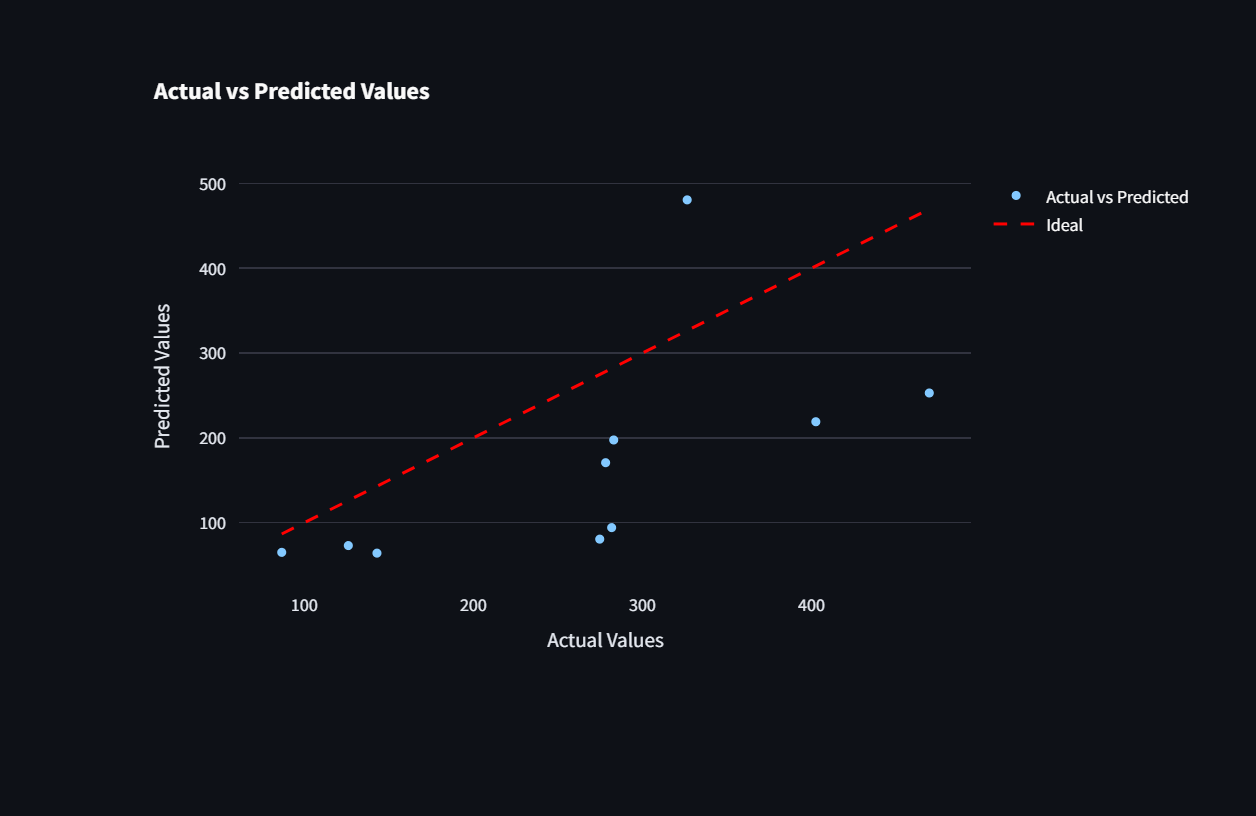 Actual vs Predicted Values
500
400
300
200
100
Predicted Values
100 200 300 400
Actual Values
Actual vs Predicted
Ideal